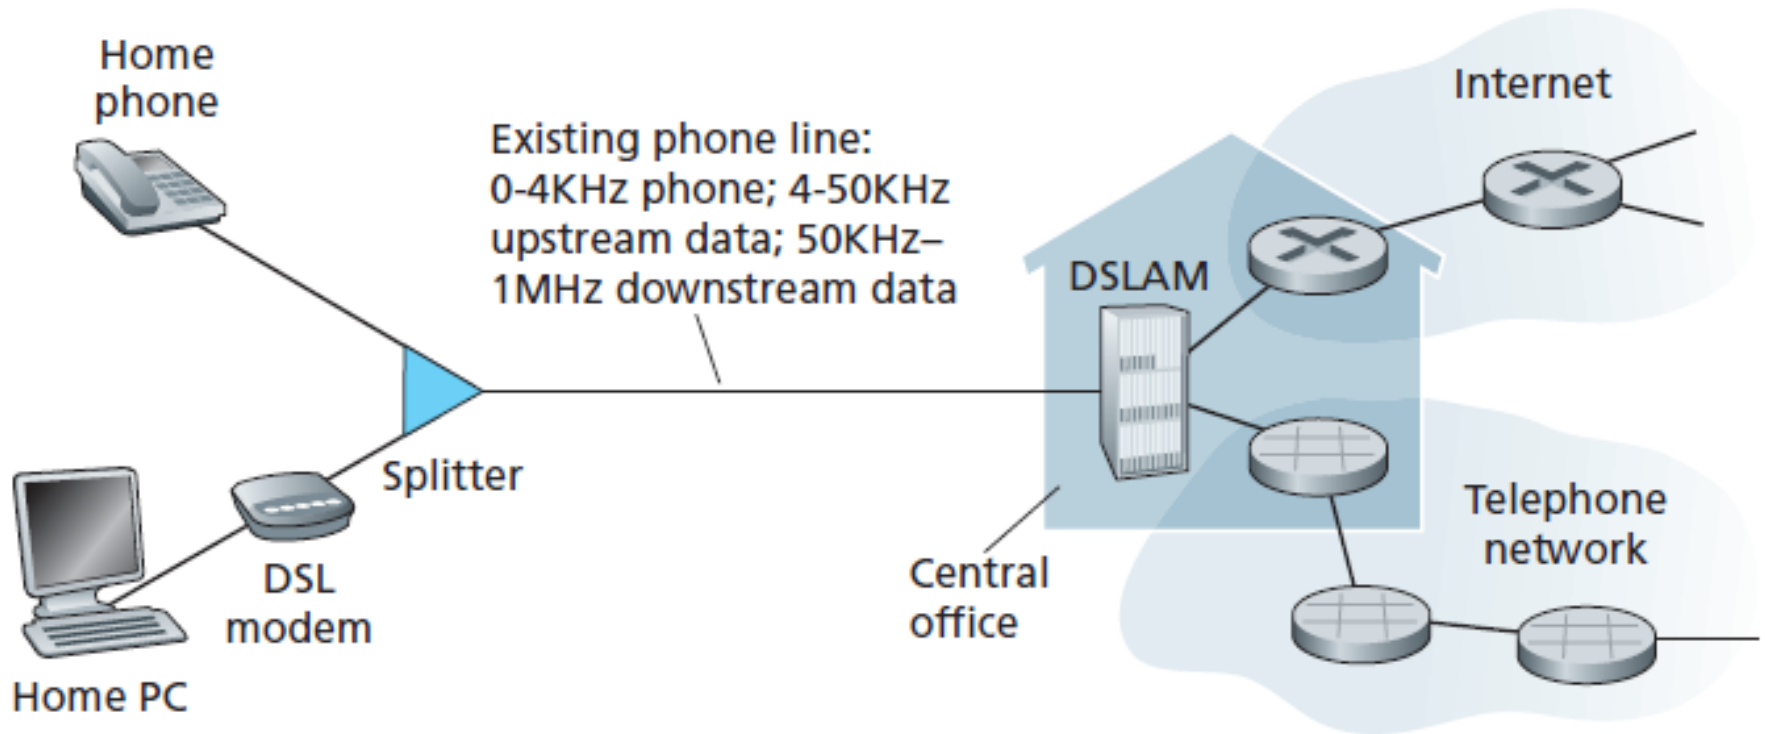 Home
phone
Existing phone line:
0-4KHz phone; 4-50KHz
upstream data; 50KHz–
1MHz downstream data
Internet
DSLAM
Splitter
DSL
modem
Home PC
Central
office
Telephone
network